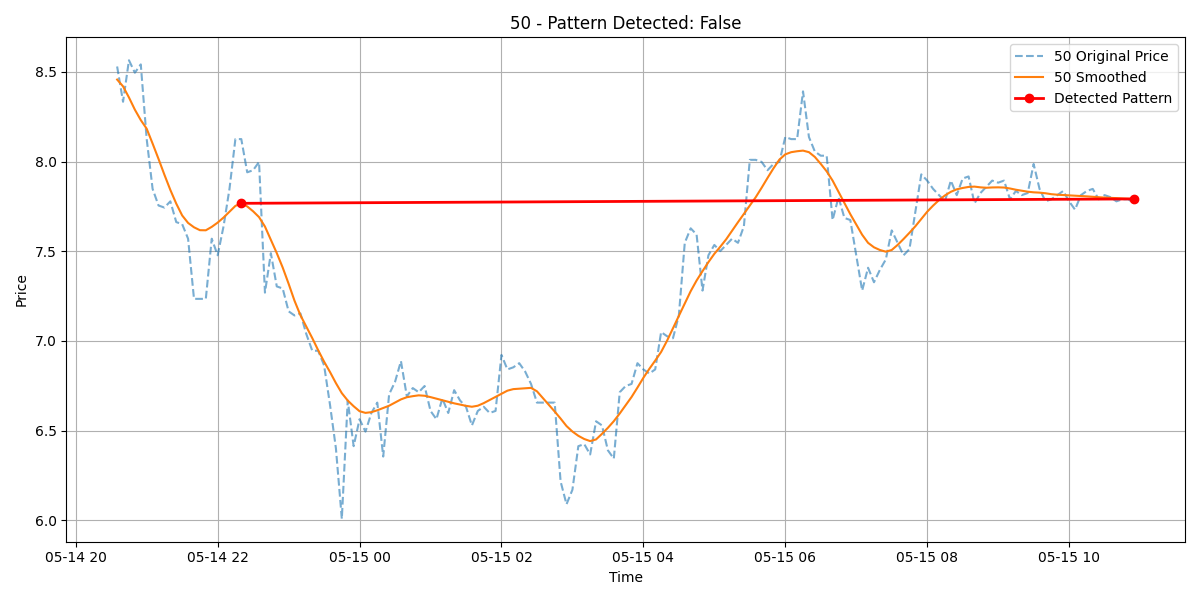 50 - Pattern Detected: False
50 Original Price
50 Smoothed
Detected Pattern
Price
8.5
8.0
7.5
7.0
6.5
6.0
05-14 20
05-14 22
05-15 00
05-15 02
05-15 04
05-15 06
05-15 08
05-15 10
Time